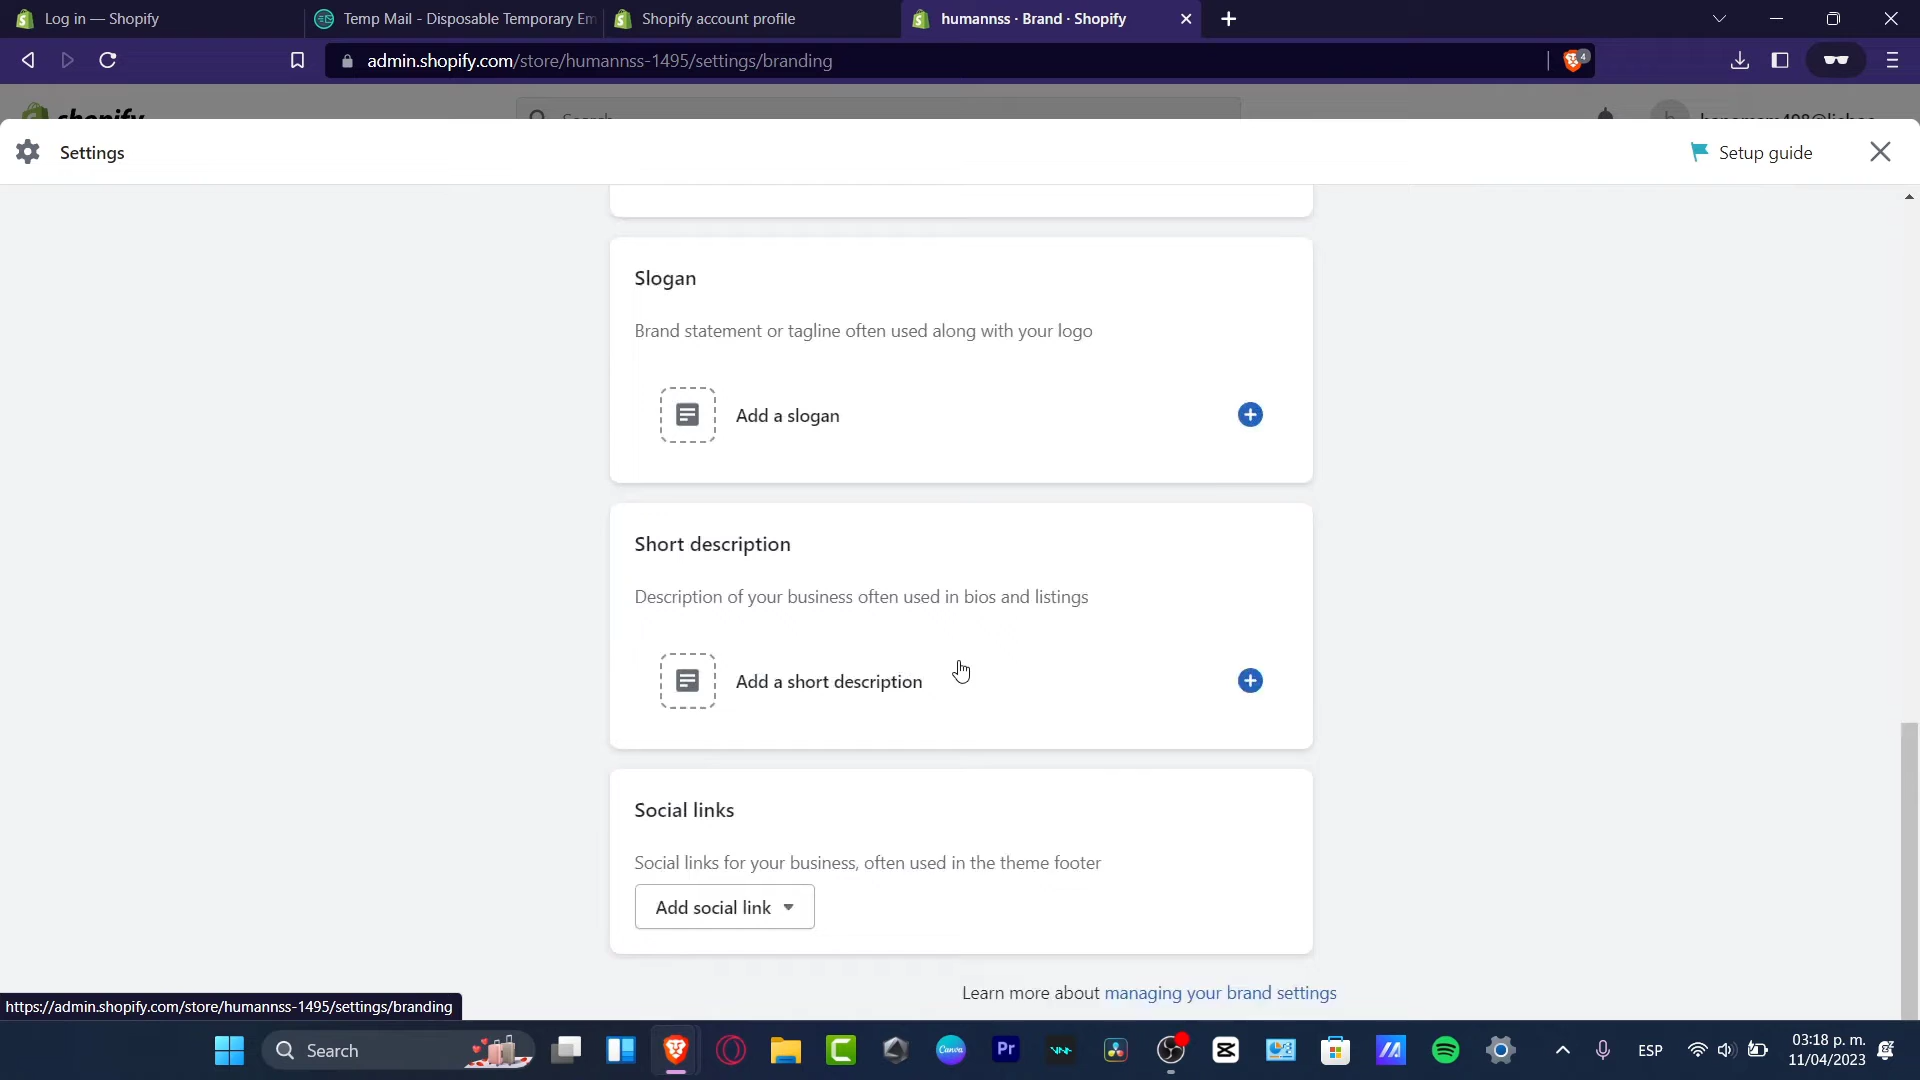 Log in — Shopify
Temp Mail - Disposable Temporary Em
Shopify account profile
humannss · Brand · Shopify
admin.shopify.com/store/humannss-1495/settings/branding
4
shopify
Search
Settings
Setup guide
Slogan
Brand statement or tagline often used along with your logo
Add a slogan
Short description
Description of your business often used in bios and listings
Add a short description
Social links
Social links for your business, often used in the theme footer
Add social link
Learn more about managing your brand settings
https://admin.shopify.com/store/humannss-1495/settings/branding
Search
Canva
Pr
ESP
03:18 p. m.
11/04/2023